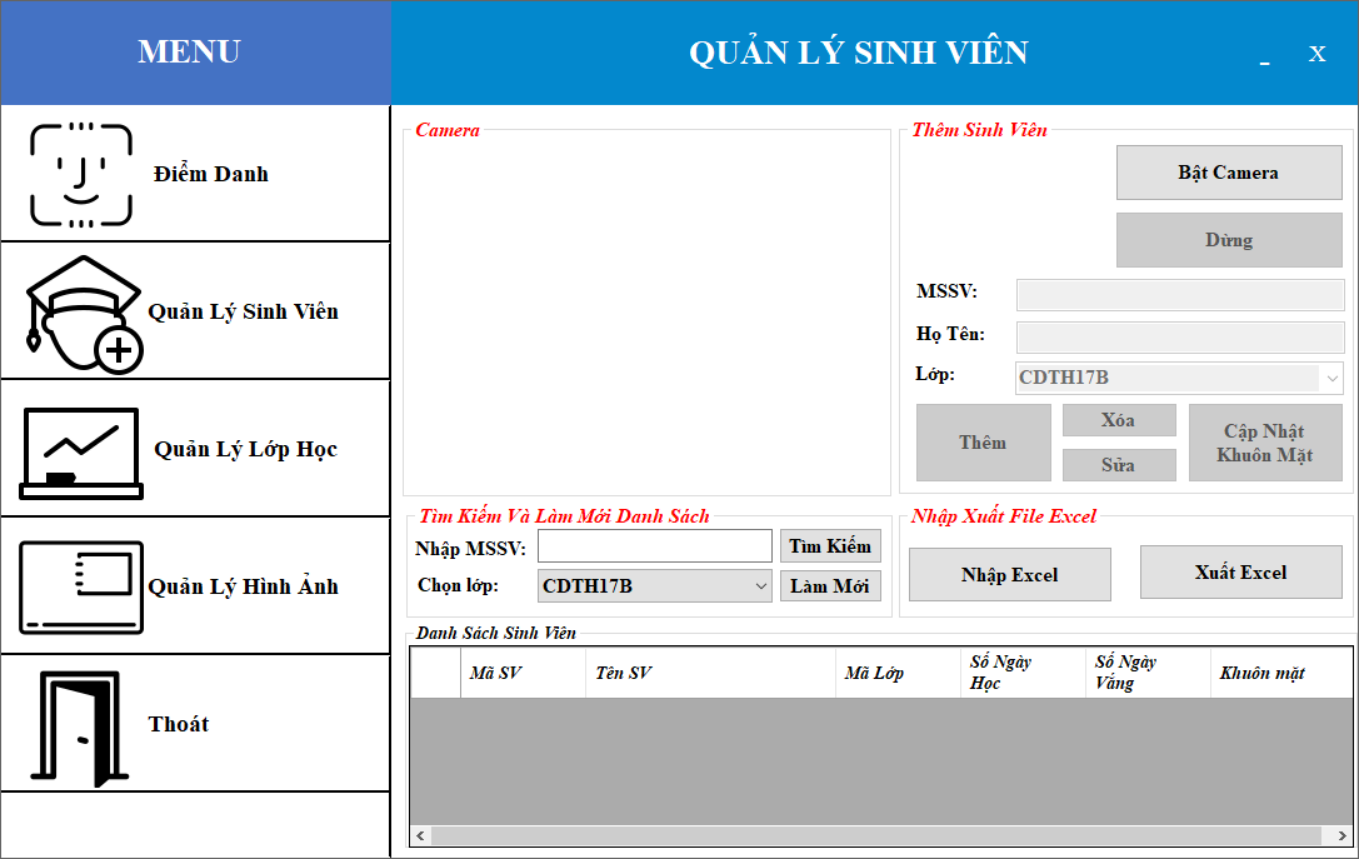 MENU
QUẢN LÝ SINH VIÊN
_ X
Điểm Danh
Quản Lý Sinh Viên
Quản Lý Lớp Học
Quản Lý Hình Ảnh
Thoát
Camera
Thêm Sinh Viên
Bật Camera
Dừng
MSSV:
Họ Tên:
Lớp:
CDTH17B
Thêm
Xóa
Sửa
Cập Nhật
Khuôn Mặt
Tìm Kiếm Và Làm Mới Danh Sách
Nhập MSSV:
Tìm Kiếm
Chọn lớp:
CDTH17B
Làm Mới
Nhập Xuất File Excel
Nhập Excel
Xuất Excel
Danh Sách Sinh Viên
Mã SV
Tên SV
Mã Lớp
Số Ngày
Học
Số Ngày
Vắng
Khuôn mặt